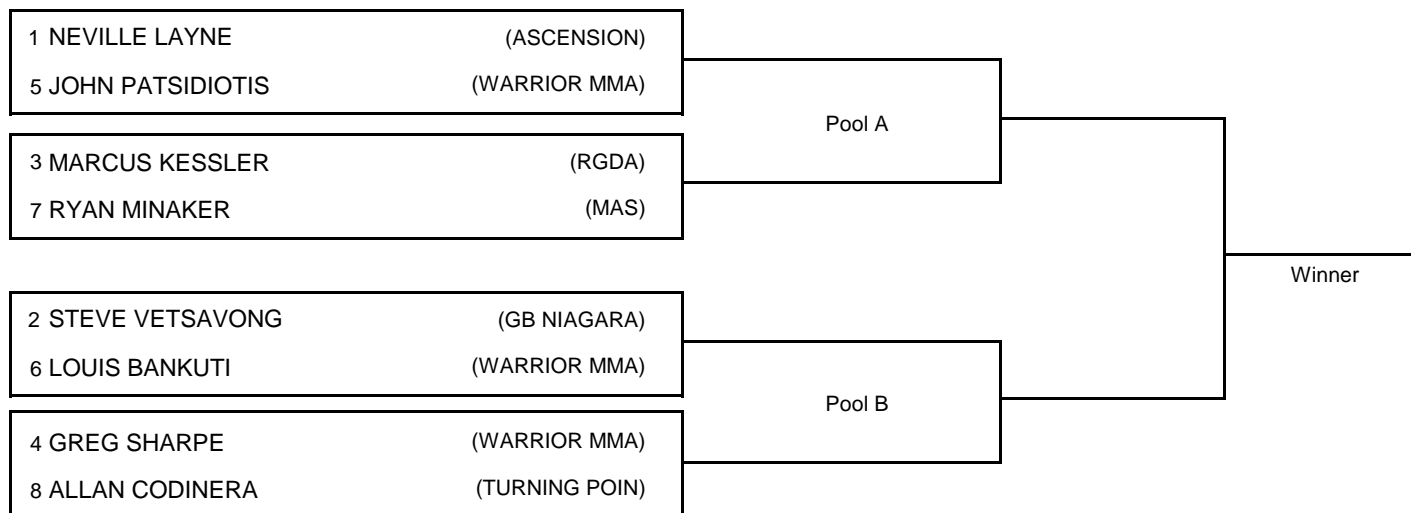 1 NEVILLE LAYNE (ASCENSION)
5 JOHN PATSIDIOTIS (WARRIOR MMA)
Pool A
3 MARCUS KESSLER (RGDA)
7 RYAN MINAKER (MAS)
Winner
2 STEVE VETSAVONG (GB NIAGARA)
6 LOUIS BANKUTI (WARRIOR MMA)
Pool B
4 GREG SHARPE (WARRIOR MMA)
8 ALLAN CODINERA (TURNING POIN)